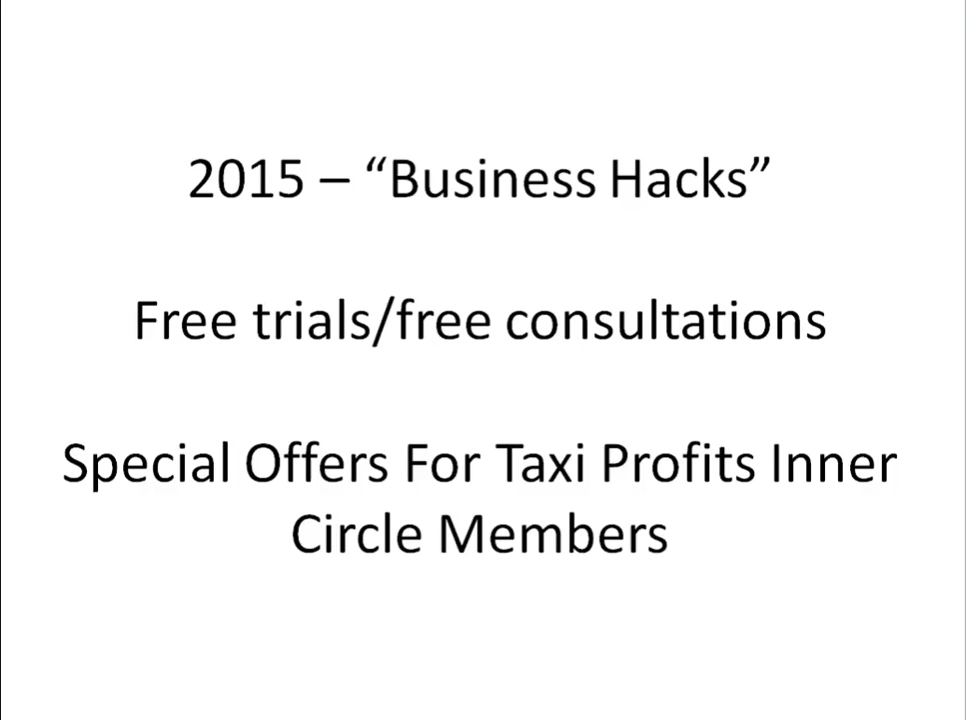 2015 – “Business Hacks”
Free trials/free consultations
Special Offers For Taxi Profits Inner
Circle Members